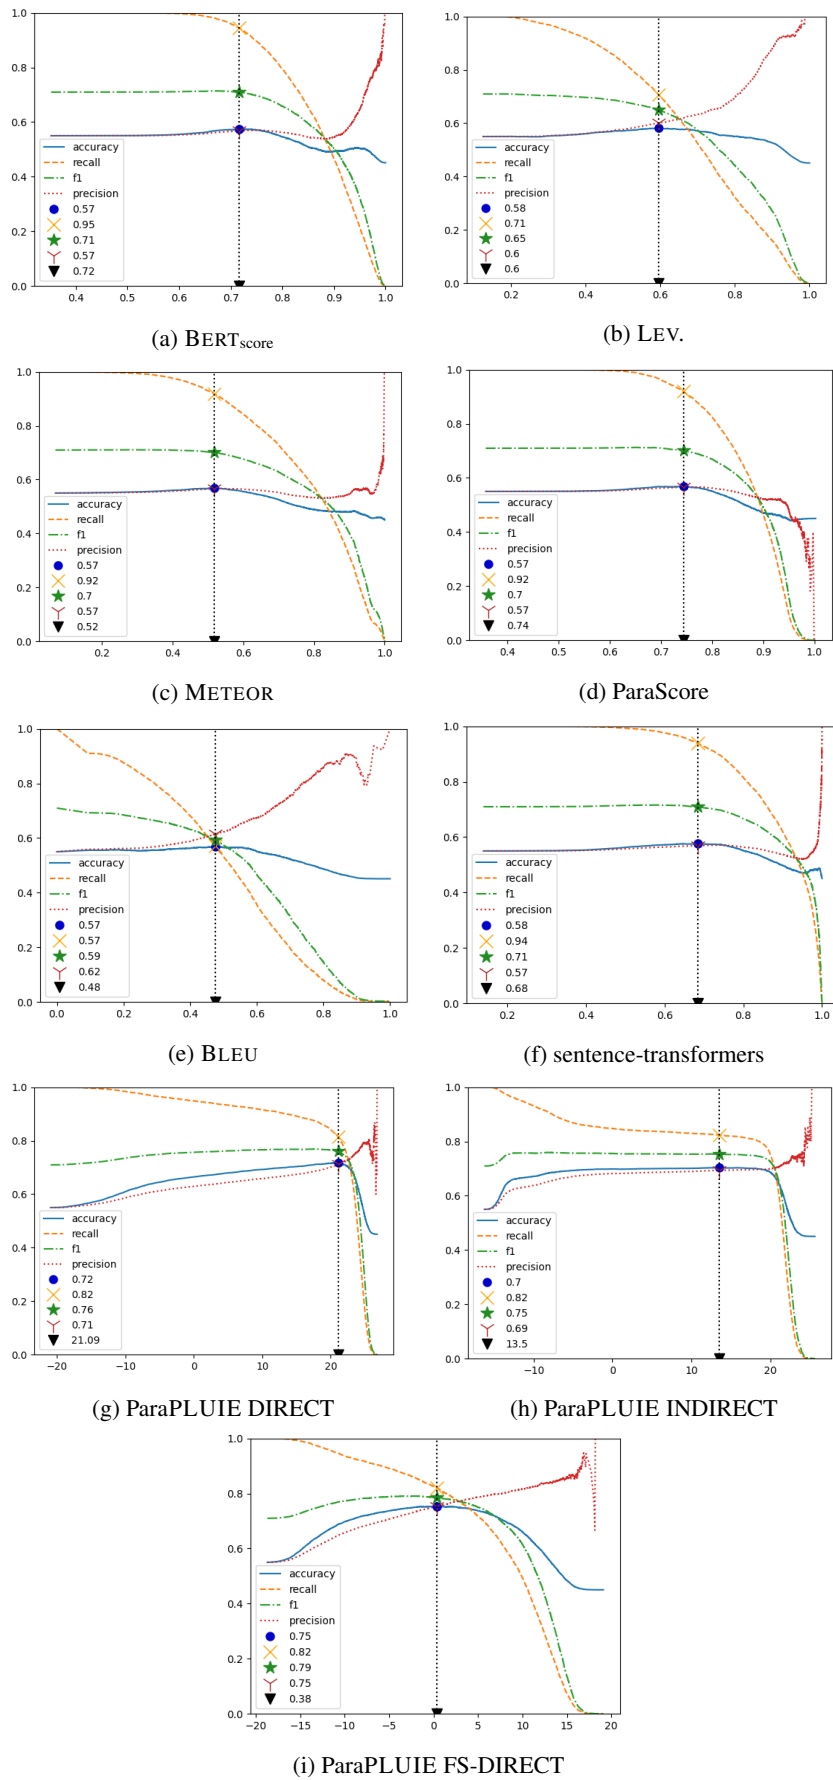 1.0
0.8
0.6
0.4
0.2
0.0
accuracy
recall
f1
precision
0.57
0.95
0.71
0.57
0.72
0.4 0.5 0.6 0.7 0.8 0.9 1.0
(a) BERTscore
1.0
0.8
0.6
0.4
0.2
0.0
accuracy
recall
f1
precision
0.58
0.71
0.65
0.6
0.6
0.2 0.4 0.6 0.8 1.0
(b) LEV.
1.0
0.8
0.6
0.4
0.2
0.0
accuracy
recall
f1
precision
0.57
0.92
0.7
0.57
0.52
0.2 0.4 0.6 0.8 1.0
(c) METEOR
1.0
0.8
0.6
0.4
0.2
0.0
accuracy
recall
f1
precision
0.57
0.92
0.7
0.57
0.74
0.4 0.5 0.6 0.7 0.8 0.9 1.0
(d) ParaScore
1.0
0.8
0.6
0.4
0.2
0.0
accuracy
recall
f1
precision
0.57
0.57
0.59
0.62
0.48
0.0 0.2 0.4 0.6 0.8 1.0
(e) BLEU
1.0
0.8
0.6
0.4
0.2
0.0
accuracy
recall
f1
precision
0.58
0.94
0.71
0.57
0.68
0.2 0.4 0.6 0.8 1.0
(f) sentence-transformers
1.0
0.8
0.6
0.4
0.2
0.0
accuracy
recall
f1
precision
0.72
0.82
0.76
0.71
21.09
−20 −10 0 10 20
(g) ParaPLUIE DIRECT
1.0
0.8
0.6
0.4
0.2
0.0
accuracy
recall
f1
precision
0.7
0.82
0.75
0.69
13.5
−10 0 10 20
(h) ParaPLUIE INDIRECT
1.0
0.8
0.6
0.4
0.2
0.0
accuracy
recall
f1
precision
0.75
0.82
0.79
0.75
0.38
−20 −15 −10 −5 0 5 10 15 20
(i) ParaPLUIE FS-DIRECT